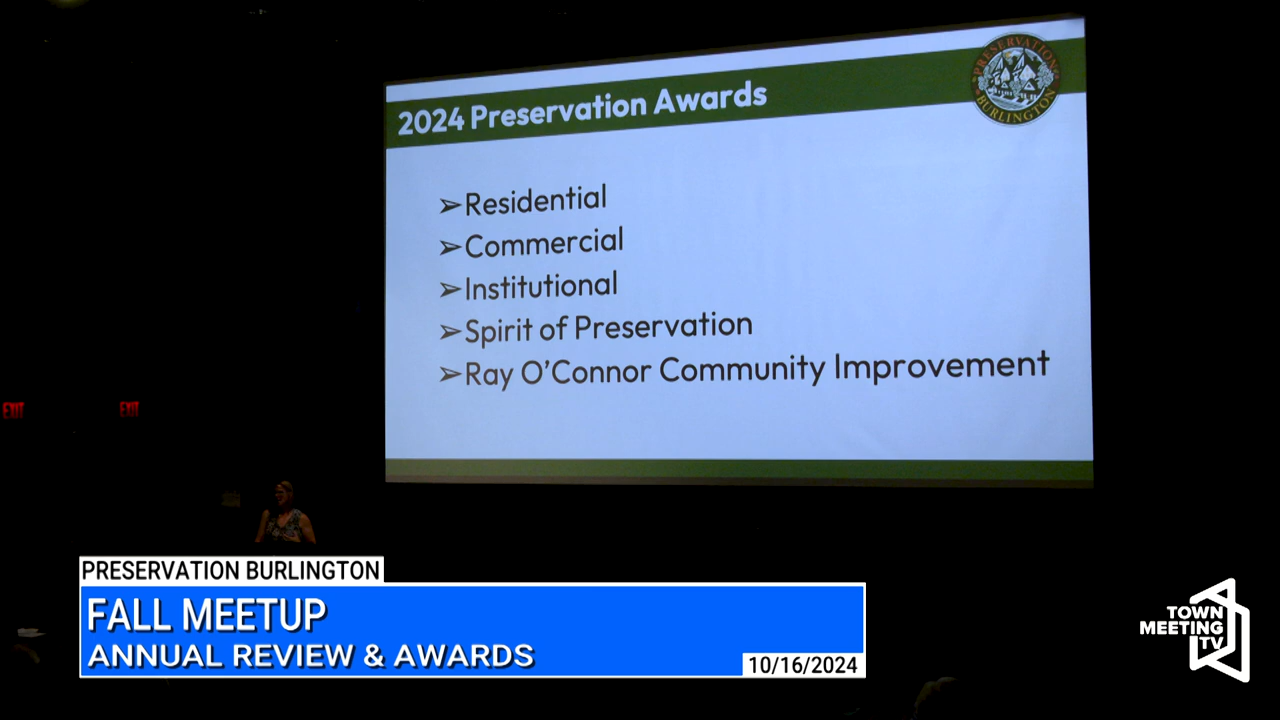 2024 Preservation Awards
PRESERVATION
BURLINGTON
➢Residential
➢Commercial
➢Institutional
➢Spirit of Preservation
➢Ray O'Connor Community Improvement
EXIT
EXIT
PRESERVATION BURLINGTON
FALL MEETUP
ANNUAL REVIEW & AWARDS
10/16/2024
TOWN
MEETING
TV